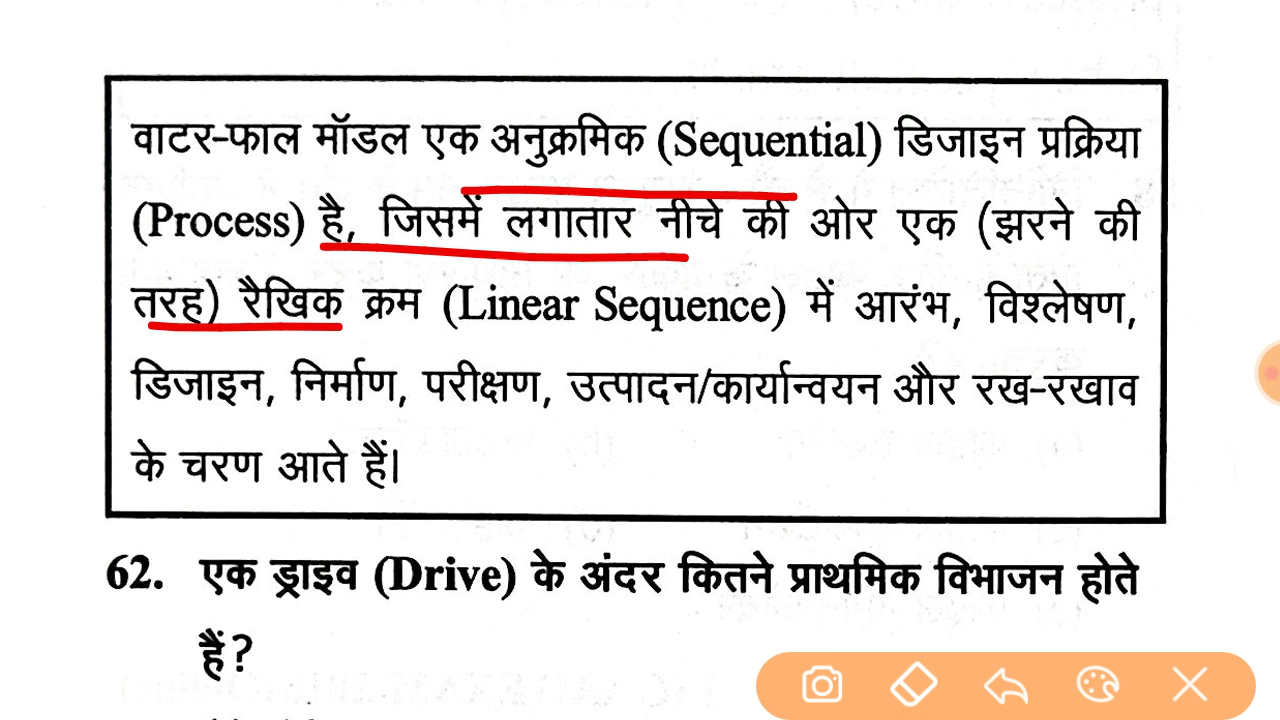 वाटर-फाल मॉडल एक अनुक्रमिक (Sequential) डिजाइन प्रक्रिया
(Process) है, जिसमें लगातार नीचे की ओर एक (झरने की
तरह) रैखिक क्रम (Linear Sequence) में आरंभ, विश्लेषण,
डिजाइन, निर्माण, परीक्षण, उत्पादन/कार्यान्वयन और रख-रखाव
के चरण आते हैं।
62. एक ड्राइव (Drive) के अंदर कितने प्राथमिक विभाजन होते
हैं?